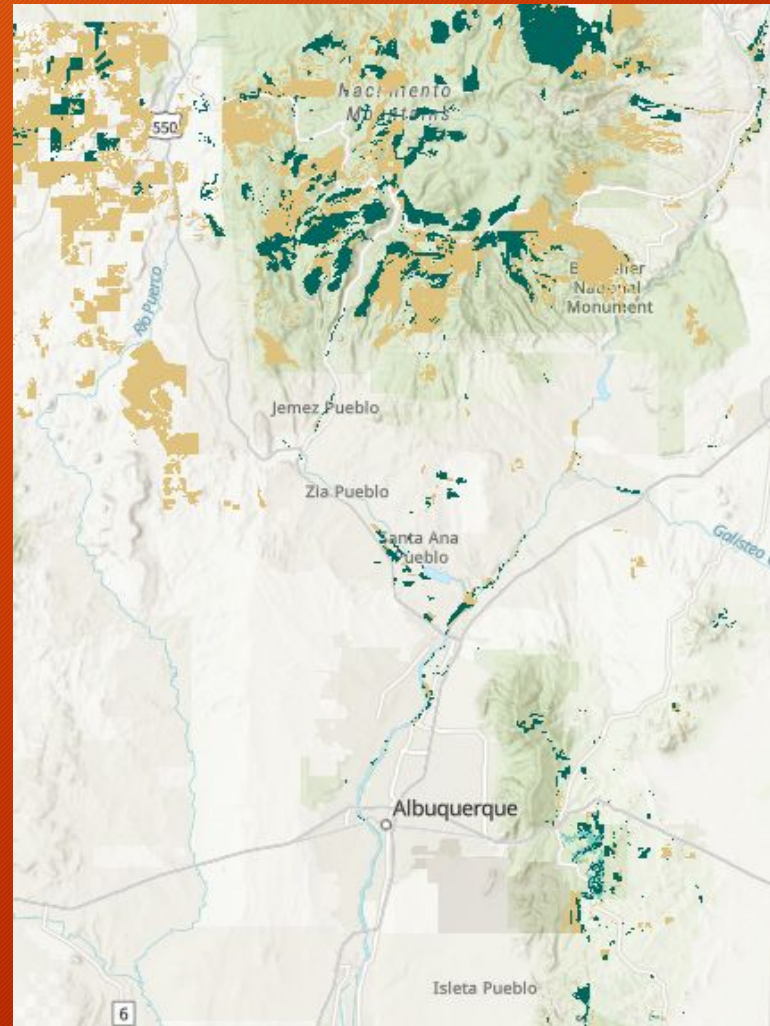 Nacimiento
Mountains
550
National
Monument
Rio Puerco
Jemez Pueblo
Zia Pueblo
Santa Ana
Pueblo
Galisteo
Albuquerque
Isleta Pueblo
6